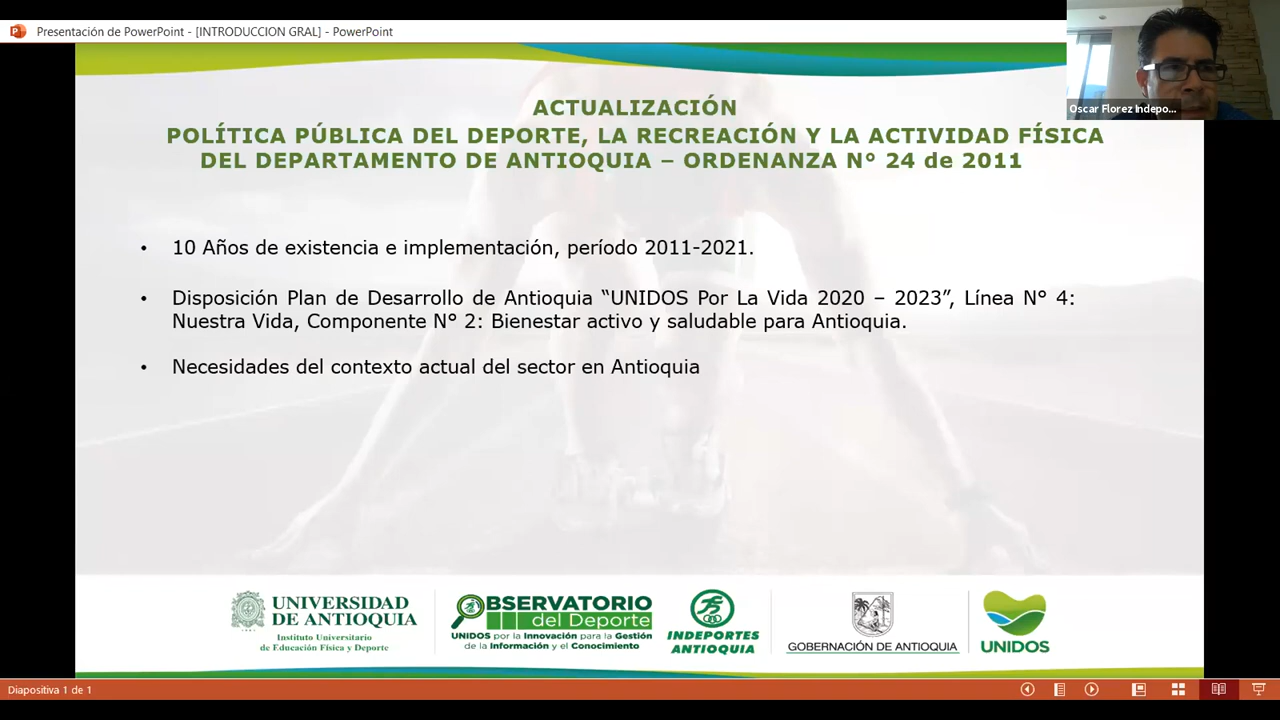 Presentación de PowerPoint - [INTRODUCCION GRAL] - PowerPoint
Oscar Florez Indepo...
ACTUALIZACIÓN
POLÍTICA PÚBLICA DEL DEPORTE, LA RECREACIÓN Y LA ACTIVIDAD FÍSICA
DEL DEPARTAMENTO DE ANTIOQUIA – ORDENANZA N° 24 de 2011
• 10 Años de existencia e implementación, período 2011-2021.
• Disposición Plan de Desarrollo de Antioquia “UNIDOS Por La Vida 2020 – 2023”, Línea N° 4:
Nuestra Vida, Componente N° 2: Bienestar activo y saludable para Antioquia.
• Necesidades del contexto actual del sector en Antioquia
UNIVERSIDAD
DE ANTIOQUIA
Instituto Universitario
de Educación Física y Deporte
OBSERVATORIO
del Deporte
UNIDOS por la Innovación para la Gestión
de la Información y el Conocimiento
INDEPORTES
ANTIOQUIA
GOBERNACIÓN DE ANTIOQUIA
UNIDOS
Diapositiva 1 de 1